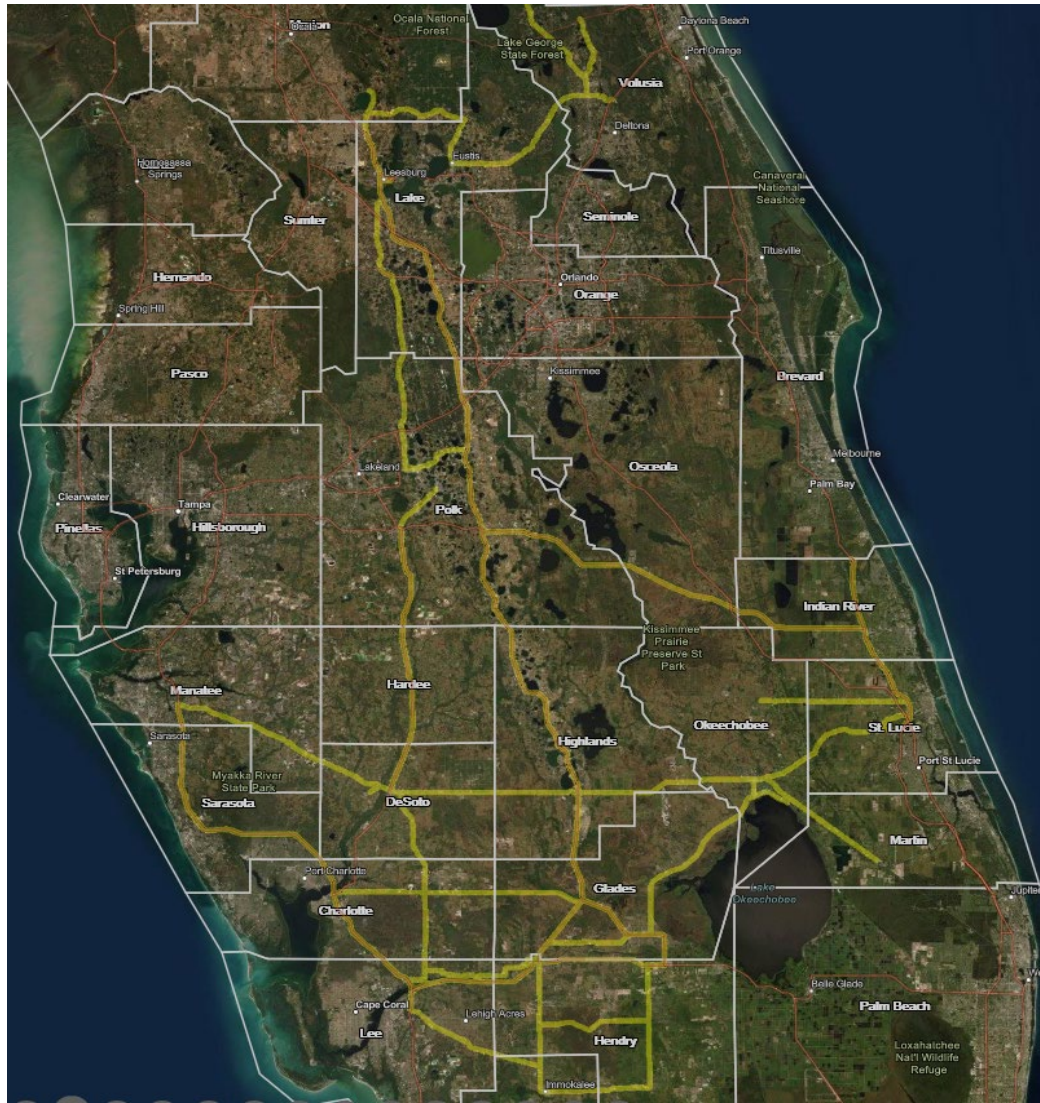 Daytona Beach
Ocala National
Forest
Marion
Ocala
Lake George
State Forest
Port Orange
Volusia
Deltona
Homosassa
Springs
Eustis
Leesburg
Lake
Canaveral
National
Seashore
Sumter
Seminole
Titusville
Hernando
Orlando
Orange
Spring Hill
Pasco
Kissimmee
Brevard
Lakeland
Osceola
Melbourne
Palm Bay
Clearwater
Tampa
Polk
Pinellas
Hillsborough
St Petersburg
Indian River
Kissimmee
Prairie
Preserve St
Park
Manatee
Hardee
Okeechobee
St. Lucie
Sarasota
Highlands
Port St Lucie
Myakka River
State Park
Sarasota
DeSoto
Martin
Port Charlotte
Glades
Lake
Okeechobee
Jupiter
Charlotte
Belle Glade
Cape Coral
Palm Beach
Lehigh Acres
Lee
Hendry
Loxahatchee
Nat'l Wildlife
Refuge
Immokalee